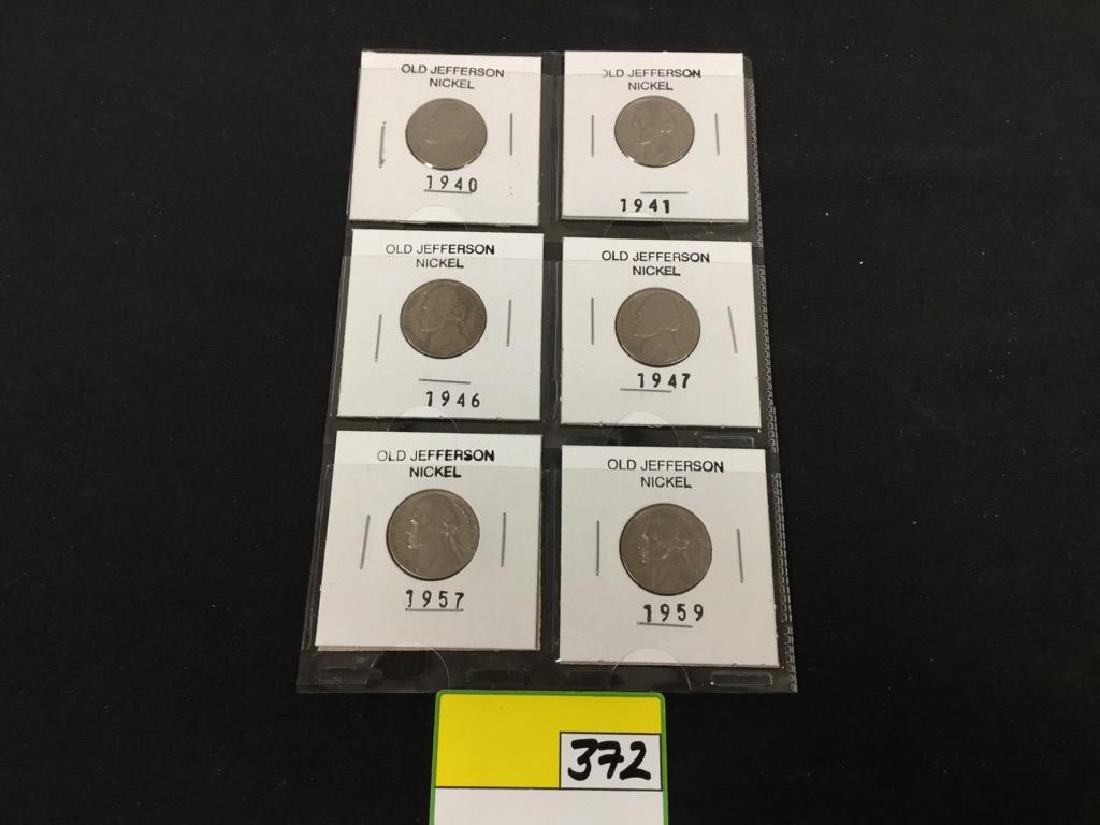 OLD JEFFERSON
NICKEL
1940
OLD JEFFERSON
NICKEL
1941
OLD JEFFERSON
NICKEL
1946
OLD JEFFERSON
NICKEL
1947
OLD JEFFERSON
NICKEL
1957
OLD JEFFERSON
NICKEL
1959
372